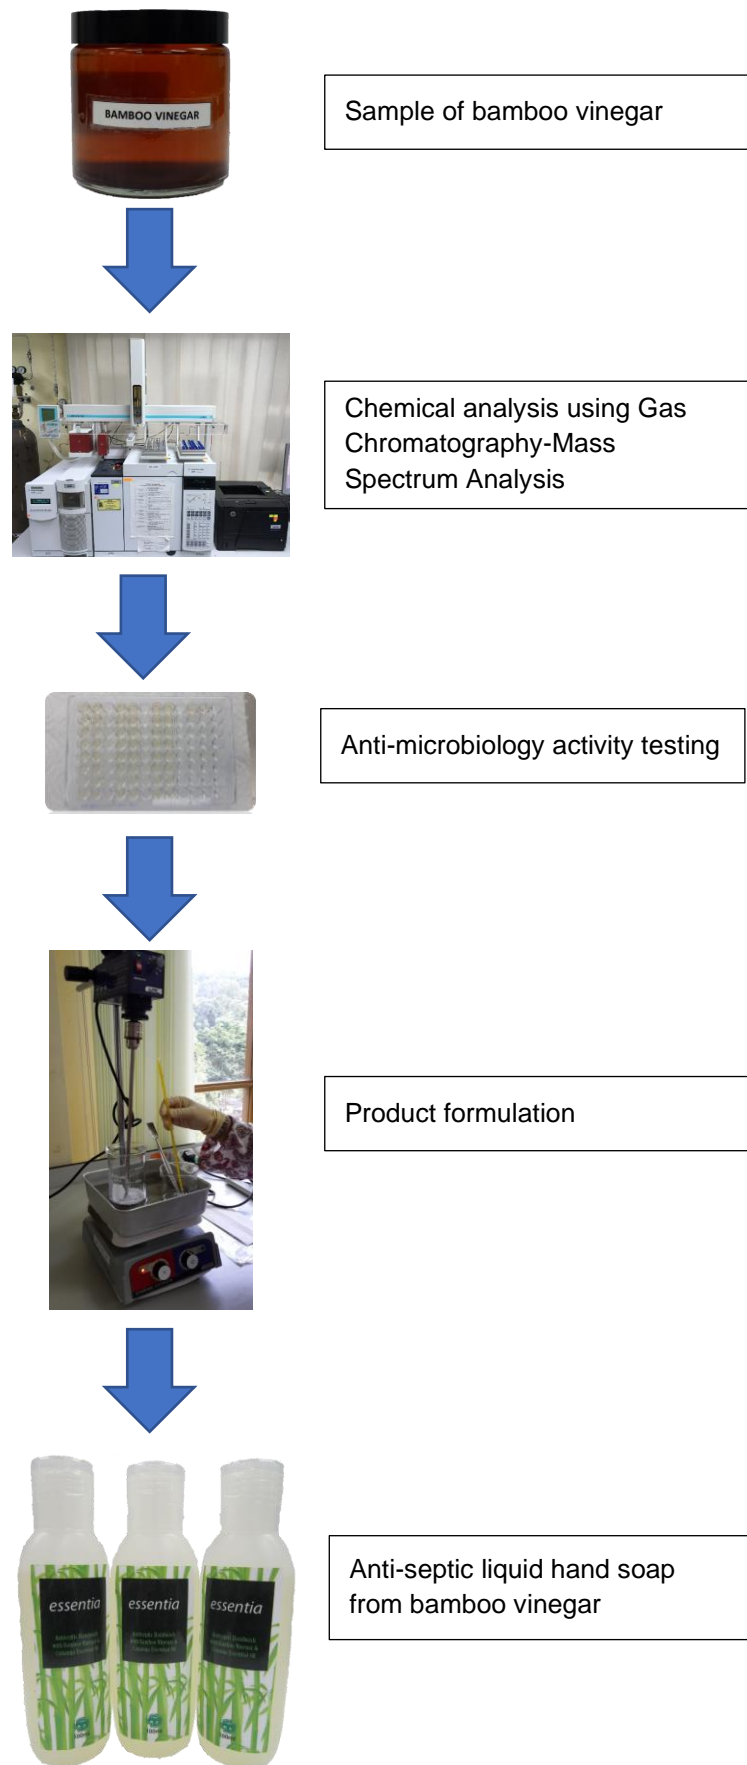 BAMBOO VINEGAR
Sample of bamboo vinegar
Chemical analysis using Gas
Chromatography-Mass
Spectrum Analysis
Anti-microbiology activity testing
Product formulation
Anti-septic liquid hand soap
from bamboo vinegar
essentia
essentia
essentia